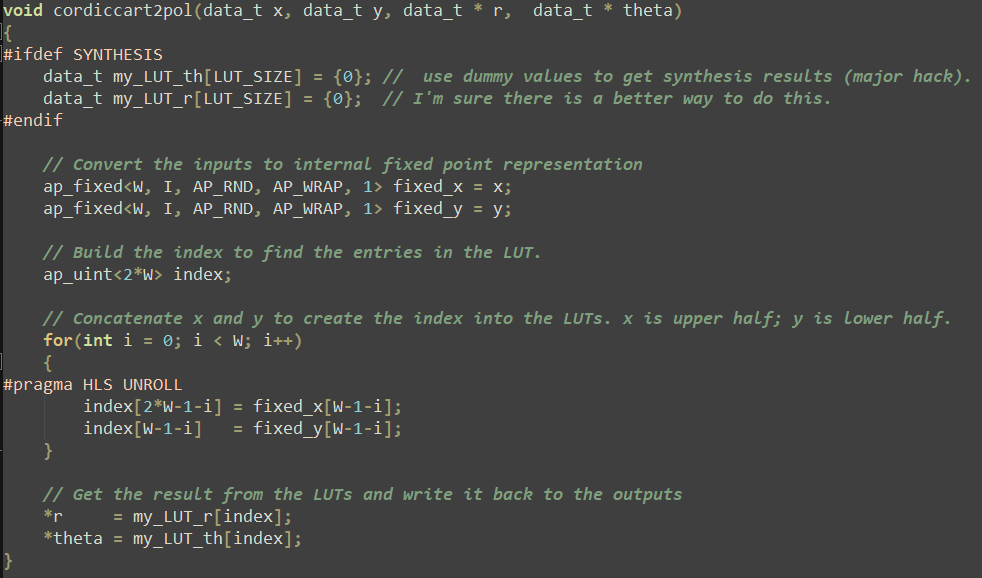 void cordiccart2pol(data_t x, data_t y, data_t * r,  data_t * theta)
{
#ifdef SYNTHESIS
    data_t my_LUT_th[LUT_SIZE] = {0}; //  use dummy values to get synthesis results (major hack).
    data_t my_LUT_r[LUT_SIZE] = {0};  // I'm sure there is a better way to do this.
#endif

    // Convert the inputs to internal fixed point representation
    ap_fixed<W, I, AP_RND, AP_WRAP, 1> fixed_x = x;
    ap_fixed<W, I, AP_RND, AP_WRAP, 1> fixed_y = y;

    // Build the index to find the entries in the LUT.
    ap_uint<2*W> index;

    // Concatenate x and y to create the index into the LUTs. x is upper half; y is lower half.
    for(int i = 0; i < W; i++)
    {
#pragma HLS UNROLL
        index[2*W-1-i] = fixed_x[W-1-i];
        index[W-1-i]   = fixed_y[W-1-i];
    }

    // Get the result from the LUTs and write it back to the outputs
    *r     = my_LUT_r[index];
    *theta = my_LUT_th[index];
}